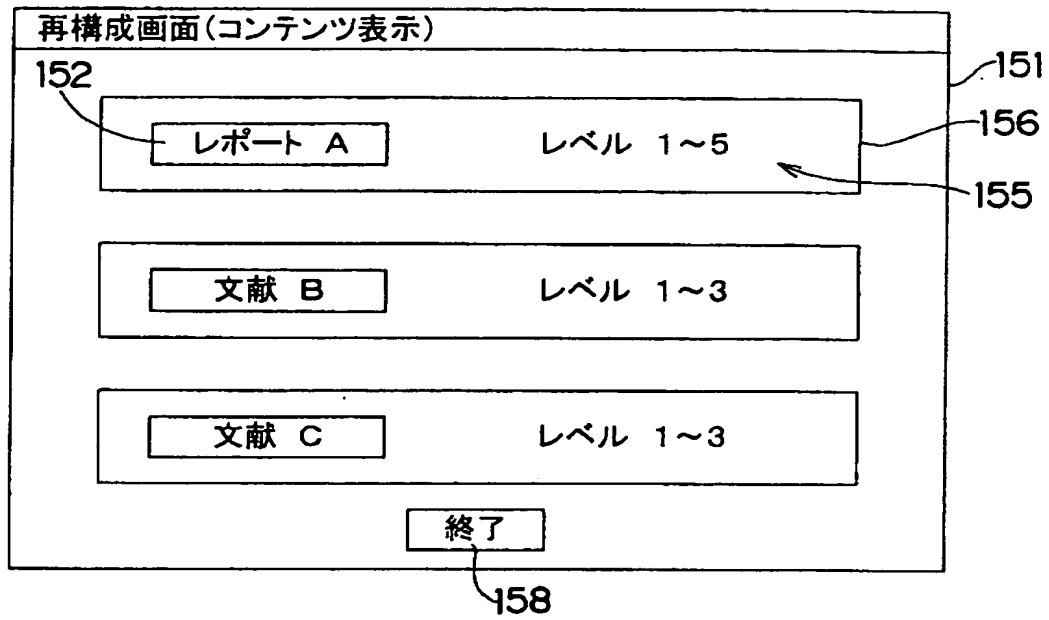 再構成画面(コンテンツ表示)
152
151
レポート A レベル 1～5
156
155
文献 B レベル 1～3
文献 C レベル 1～3
終了
158